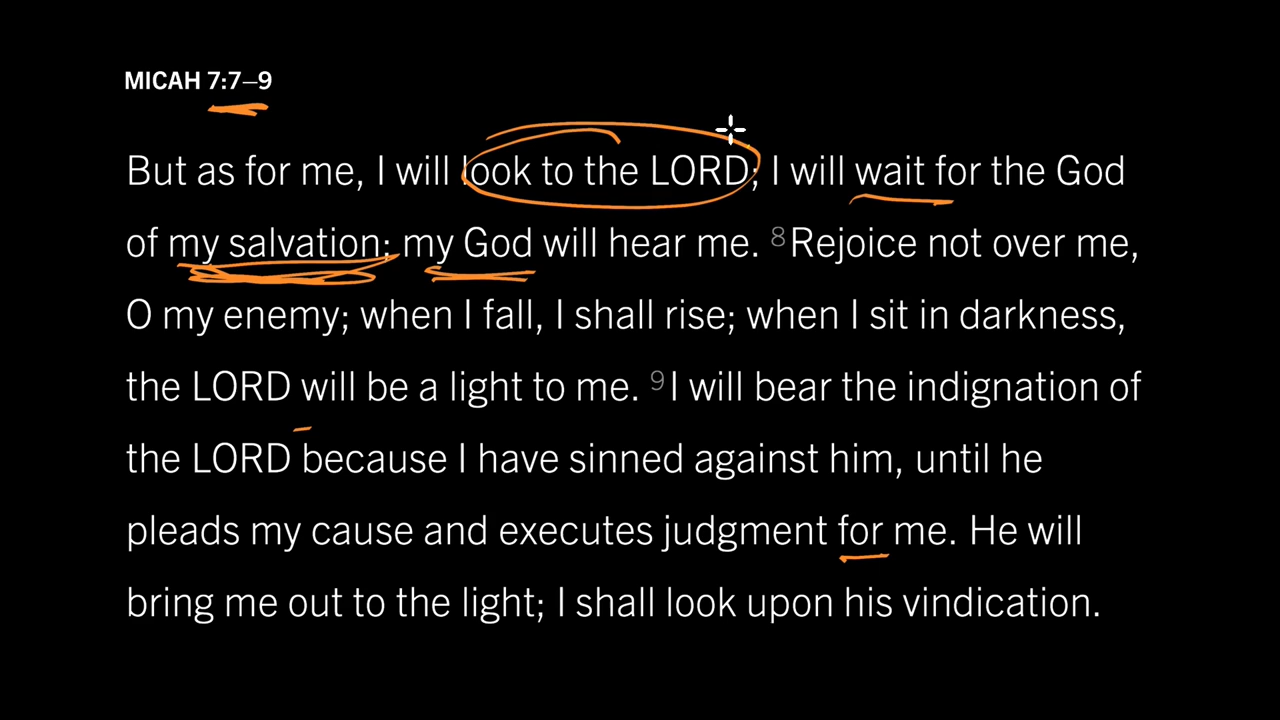 MICAH 7:7–9
But as for me, I will look to the LORD; I will wait for the God
of my salvation; my God will hear me. 8 Rejoice not over me,
O my enemy; when I fall, I shall rise; when I sit in darkness,
the LORD will be a light to me. 9 I will bear the indignation of
the LORD because I have sinned against him, until he
pleads my cause and executes judgment for me. He will
bring me out to the light; I shall look upon his vindication.